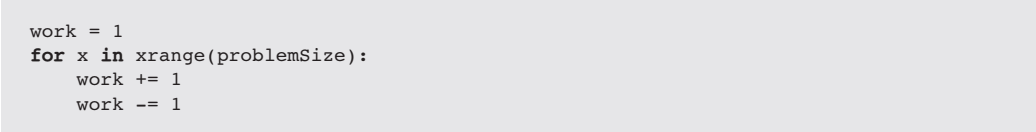 work = 1
for x in xrange(problemSize):
    work += 1
    work -= 1